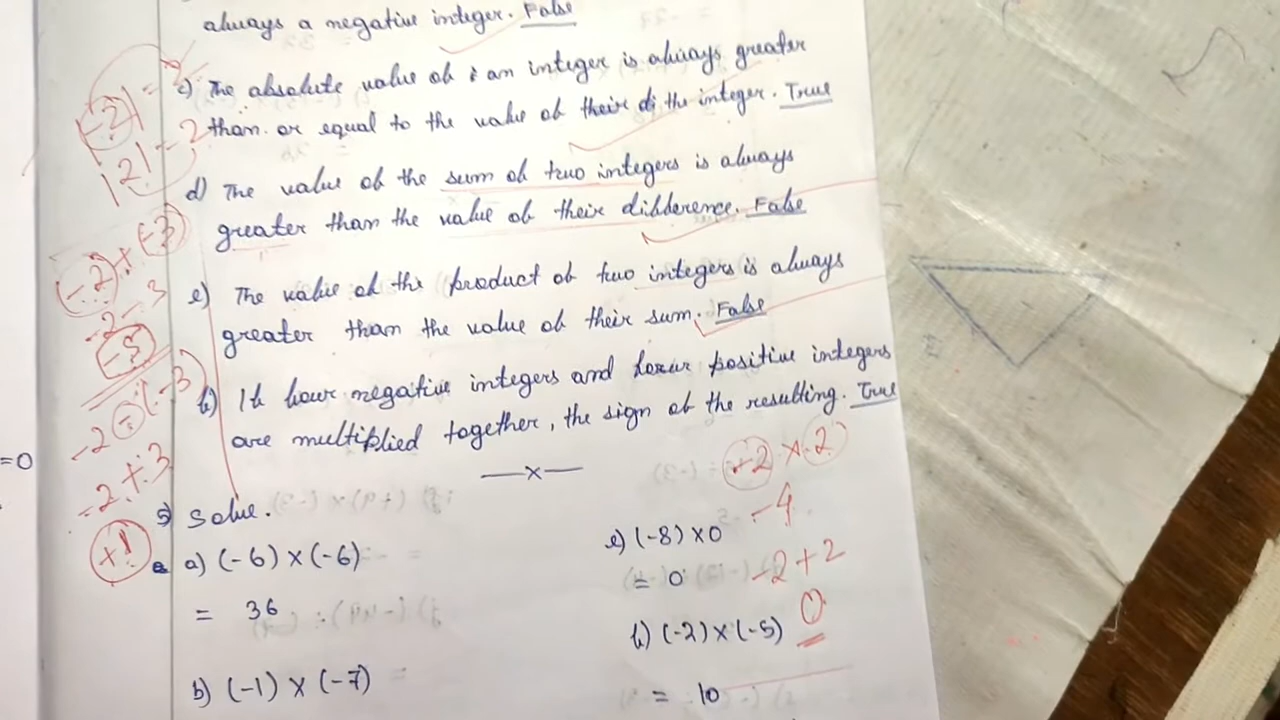 always a negative integer. False
c) The absolute value of an integer is always greater
than or equal to the value of their di the integer. True
d) The value of the sum of two integers is always
greater than the value of their difference. False
e) The value of the product of two integers is always
greater than the value of their sum. False
f) If four negative integers and four positive integers
are multiplied together, the sign of the resulting. True
—x—
5) Solve.
a) (-6) x (-6)
= 36
b) (-1) x (-7)
e) (-8) x 0
= 0
f) (-2) x (-5)
= 10
=0
|-2| = 2
|2| = 2
(-2) + (-3)
-2 - 3
-5
-2 - (-3)
-2 + 3
+1
-2 x 2
-4
-2 + 2
0